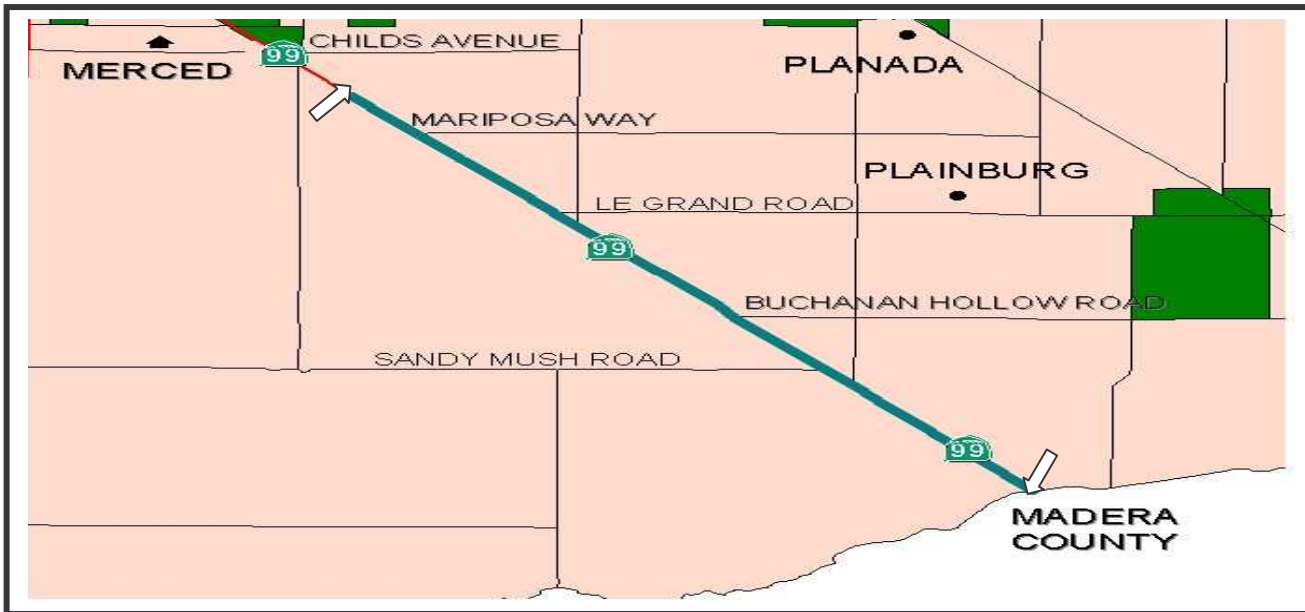 CHILDS AVENUE
99
MERCED
PLANADA
MARIPOSA WAY
PLAINBURG
LE GRAND ROAD
99
BUCHANAN HOLLOW ROAD
SANDY MUSH ROAD
99
MADERA
COUNTY